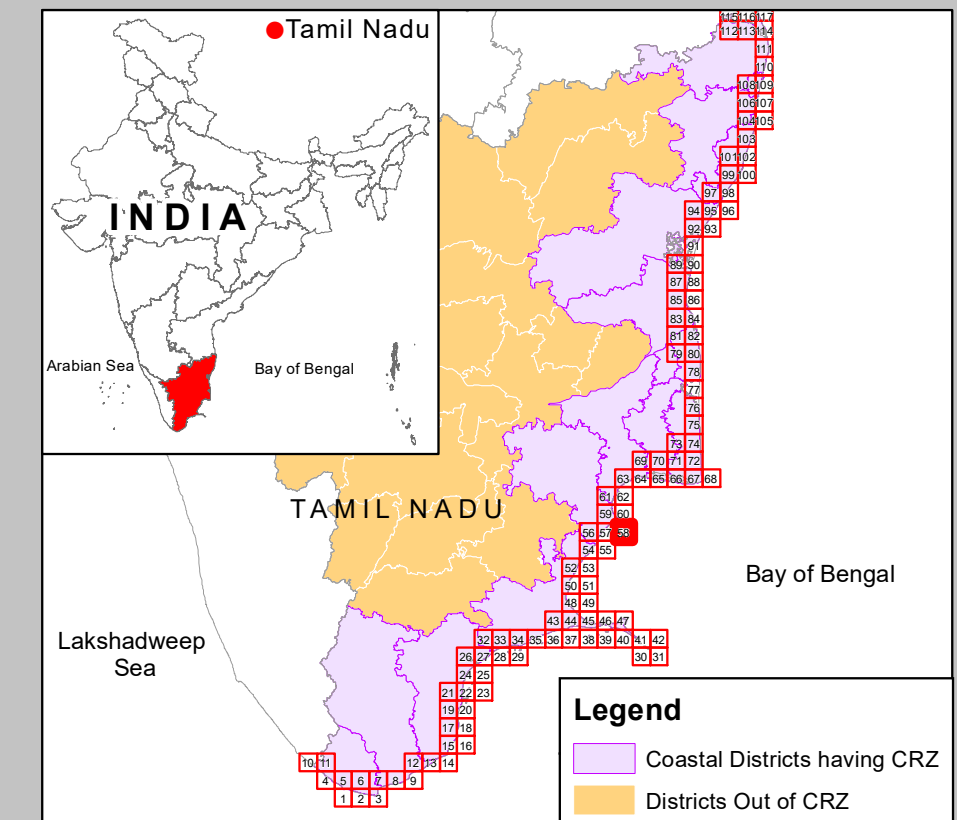 Tamil Nadu
INDIA
Arabian Sea
Bay of Bengal
115 116 117
112 113 114
111
110
108 109
106 107
104 105
103
101 102
99 100
97 98
94 95 96
92 93
91
89 90
87 88
85 86
83 84
81 82
79 80
78
77
76
75
73 74
69 70 71 72
63 64 65 66 67 68
61 62
59 60
TAMIL NADU
56 57 58
54 55
52 53
50 51
48 49
Bay of Bengal
43 44 45 46 47
32 33 34 35 36 37 38 39 40 41 42
26 27 28 29 30 31
24 25
21 22 23
19 20
17 18
15 16
Lakshadweep
Sea
10 11 12 13 14
4 5 6 7 8 9
1 2 3
Legend
Coastal Districts having CRZ
Districts Out of CRZ